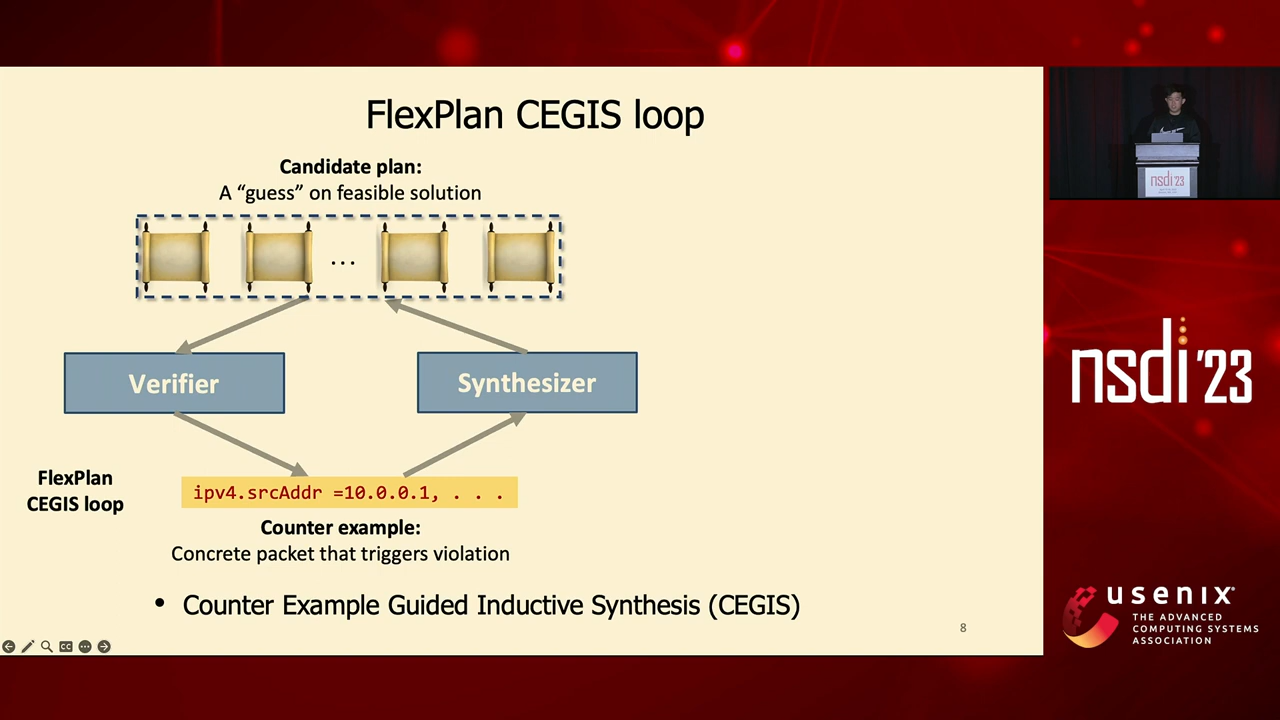 FlexPlan CEGIS loop
Candidate plan:
A “guess” on feasible solution
...
Verifier
Synthesizer
FlexPlan
CEGIS loop
ipv4.srcAddr =10.0.0.1, . . .
Counter example:
Concrete packet that triggers violation
• Counter Example Guided Inductive Synthesis (CEGIS)
8
nsdi'23
nsdi'23
usenix
THE ADVANCED
COMPUTING SYSTEMS
ASSOCIATION